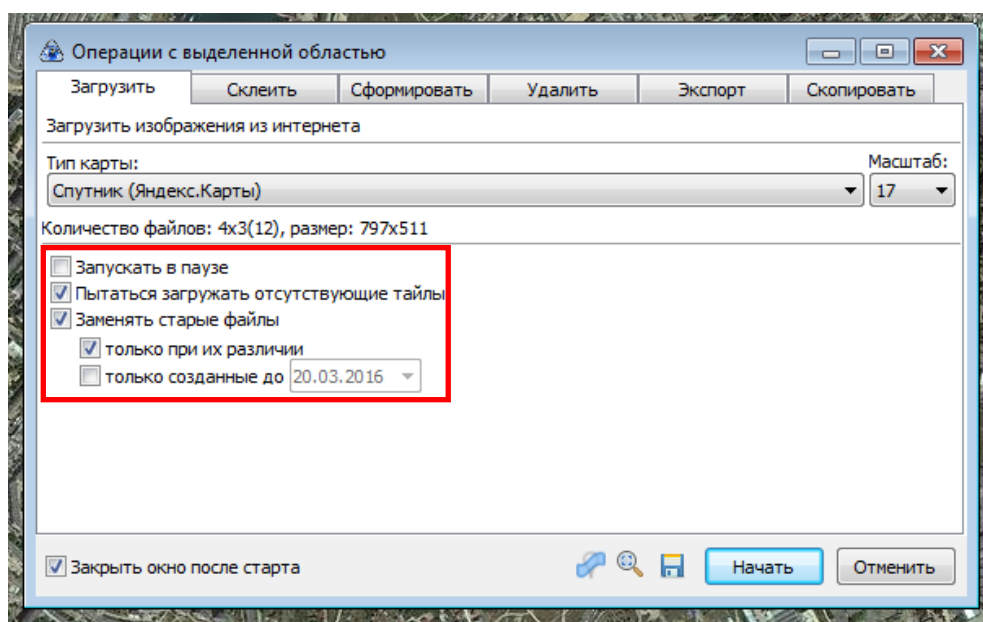 Операции с выделенной областью
Загрузить Склеить Сформировать Удалить Экспорт Скопировать
Загрузить изображения из интернета
Тип карты: Масштаб:
Спутник (Яндекс.Карты) 17
Количество файлов: 4x3(12), размер: 797x511
Запускать в паузе
Пытаться загружать отсутствующие тайлы
Заменять старые файлы
только при их различии
только созданные до 20.03.2016
Закрыть окно после старта Начать Отменить